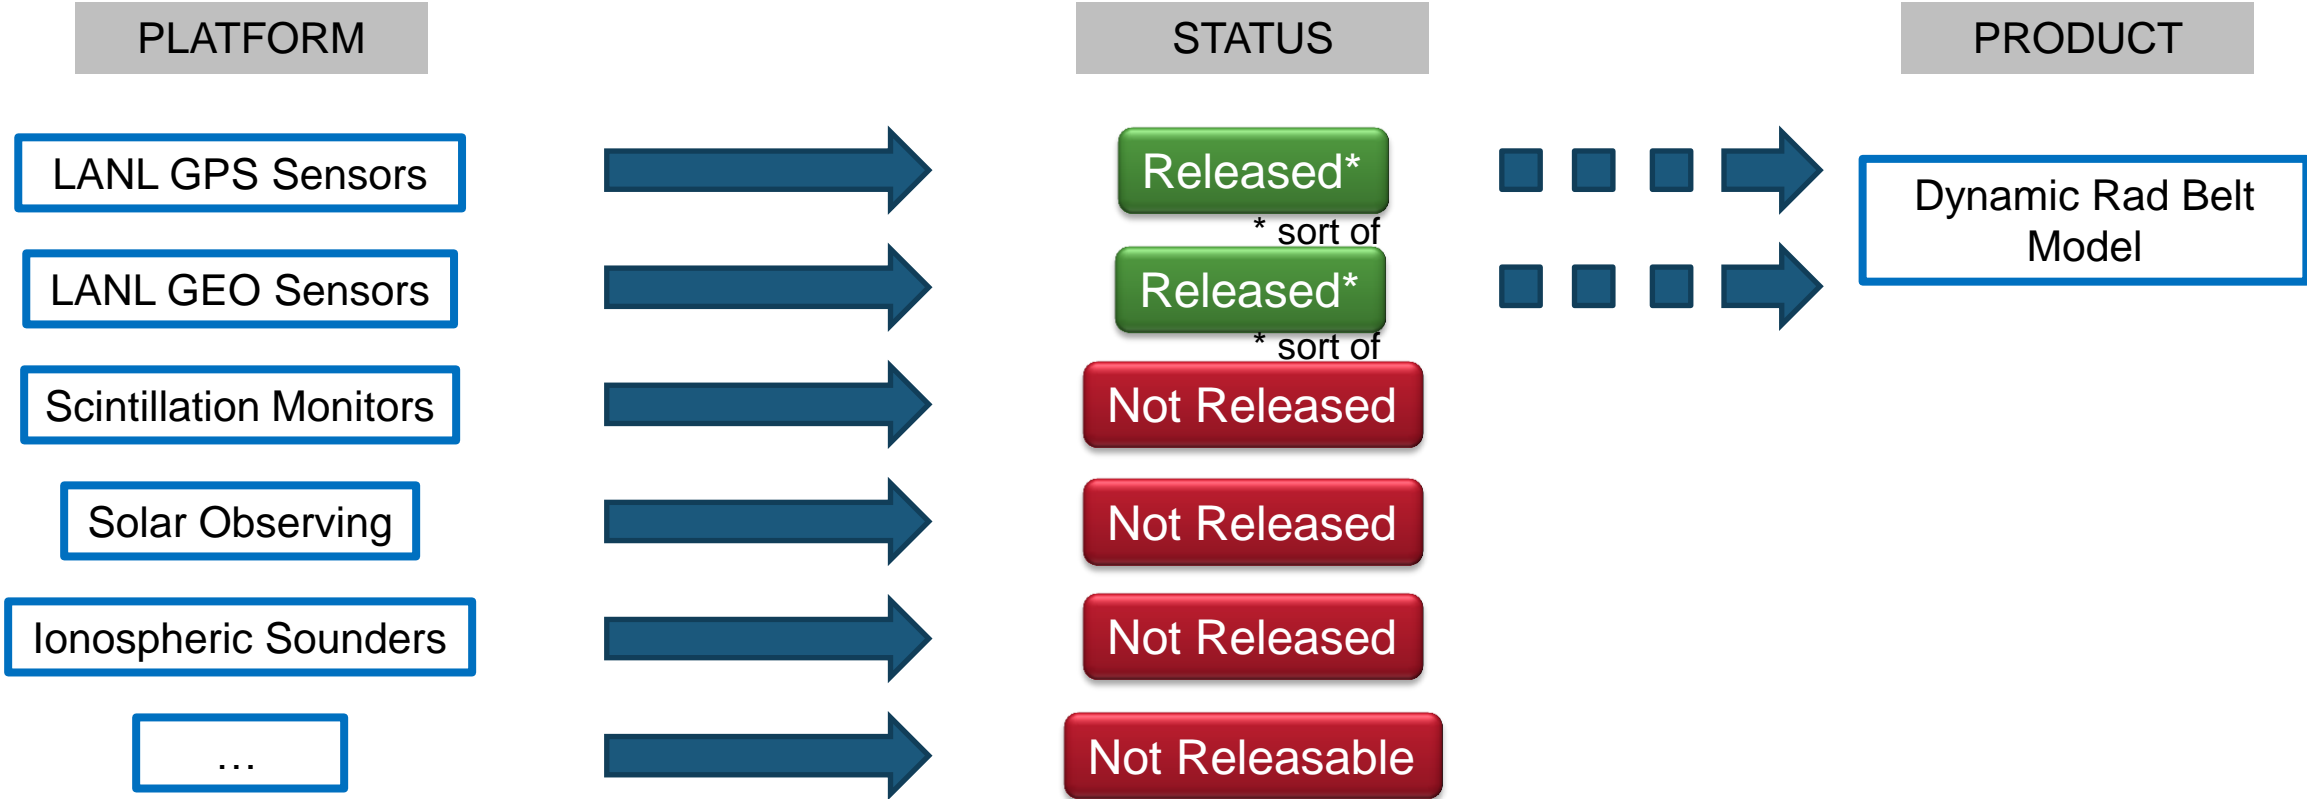 PLATFORM
STATUS
PRODUCT
LANL GPS Sensors
Released*
* sort of
Dynamic Rad Belt
Model
LANL GEO Sensors
Released*
* sort of
Scintillation Monitors
Not Released
Solar Observing
Not Released
Ionospheric Sounders
Not Released
…
Not Releasable